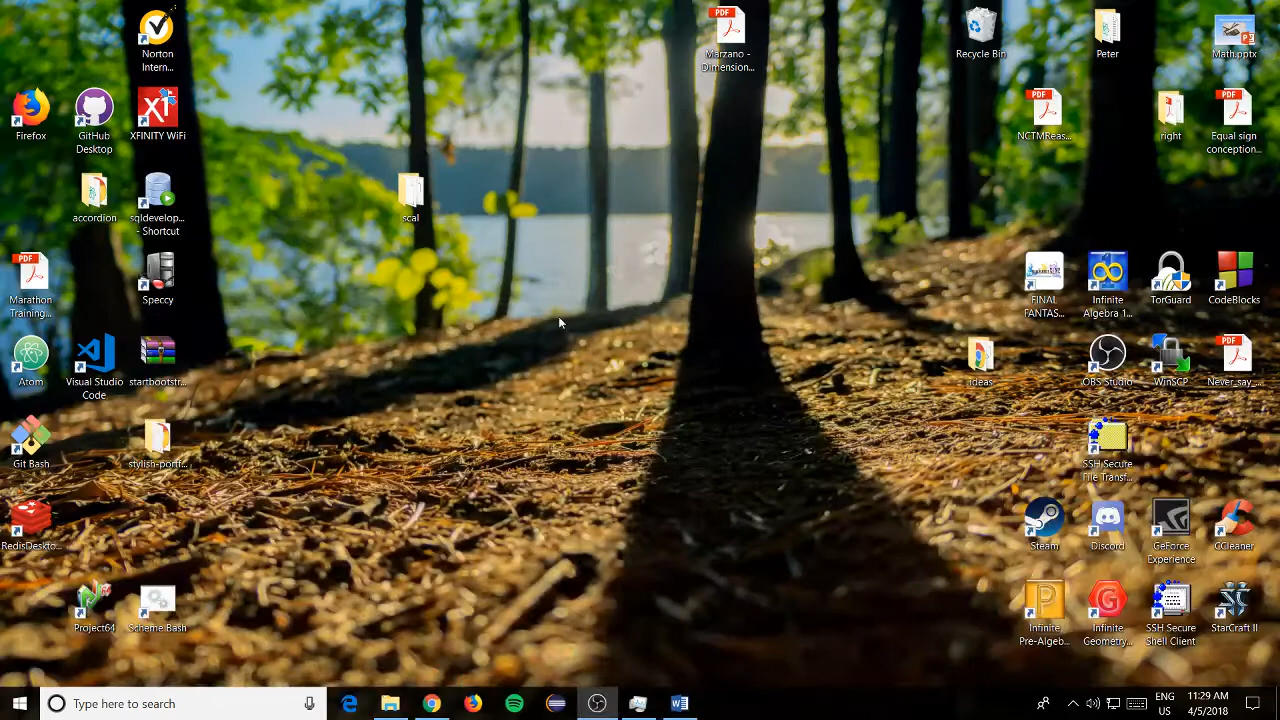 Norton
Intern...
PDF
Marzano -
Dimension...
Recycle Bin
Peter
Math.pptx
Firefox
GitHub
Desktop
XFINITY WiFi
PDF
NCTMReas...
right
PDF
Equal sign
conception...
accordion
sqldevelop...
- Shortcut
scal
PDF
Marathon
Training...
Speccy
FINAL
FANTAS...
Infinite
Algebra 1...
TorGuard
CodeBlocks
Atom
Visual Studio
Code
startbootstr...
ideas
OBS Studio
WinSCP
PDF
Never_say_...
Git Bash
stylish-portf...
SSH Secure
File Transf...
RedisDeskto...
Steam
Discord
GeForce
Experience
CCleaner
Project64
Scheme.Bash
P
Infinite
Pre-Algeb...
G
Infinite
Geometry...
SSH Secure
Shell Client
StarCraft II
Type here to search
ENG
US
11:29 AM
4/5/2018